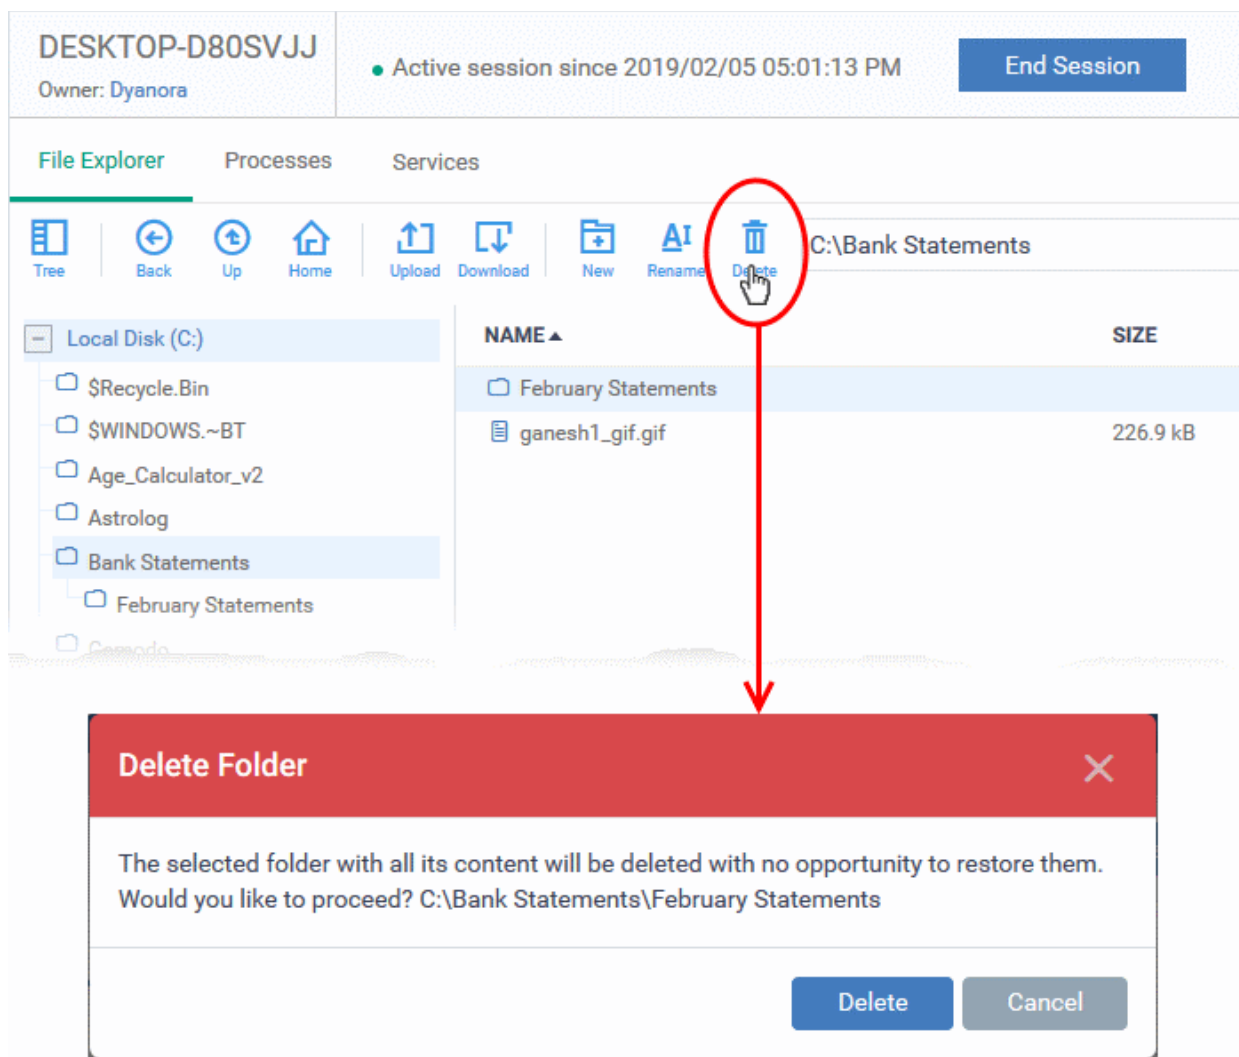 DESKTOP-D80SVJJ
Owner: Dyanora
Active session since 2019/02/05 05:01:13 PM
End Session
File Explorer
Processes
Services
Tree
Back
Up
Home
Upload
Download
New
Rename
Delete
C:\Bank Statements
Local Disk (C:)
$Recycle.Bin
$WINDOWS.~BT
Age_Calculator_v2
Astrolog
Bank Statements
February Statements
Comodo
NAME
SIZE
February Statements
ganesh1_gif.gif
226.9 kB
Delete Folder
The selected folder with all its content will be deleted with no opportunity to restore them.
Would you like to proceed? C:\Bank Statements\February Statements
Delete
Cancel